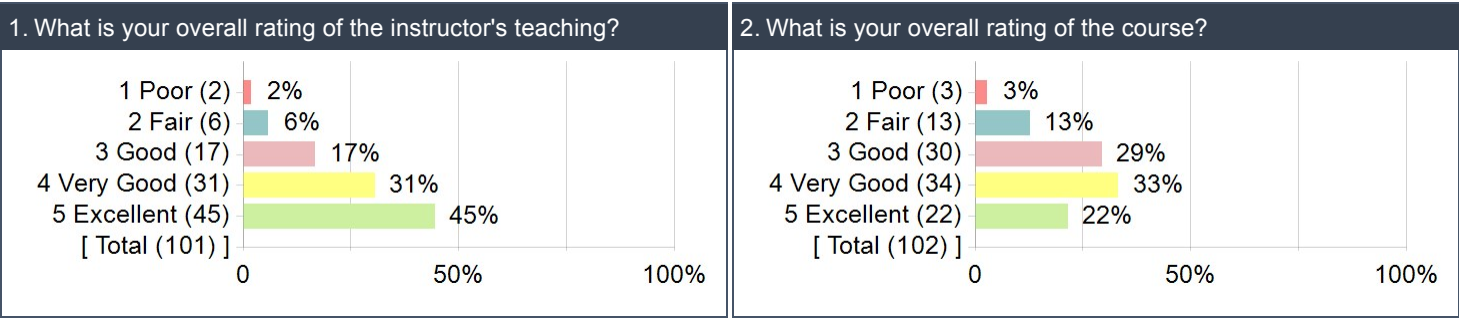 1. What is your overall rating of the instructor's teaching?
1 Poor (2) 2%
2 Fair (6) 6%
3 Good (17) 17%
4 Very Good (31) 31%
5 Excellent (45) 45%
[ Total (101) ]
0 50% 100%
2. What is your overall rating of the course?
1 Poor (3) 3%
2 Fair (13) 13%
3 Good (30) 29%
4 Very Good (34) 33%
5 Excellent (22) 22%
[ Total (102) ]
0 50% 100%